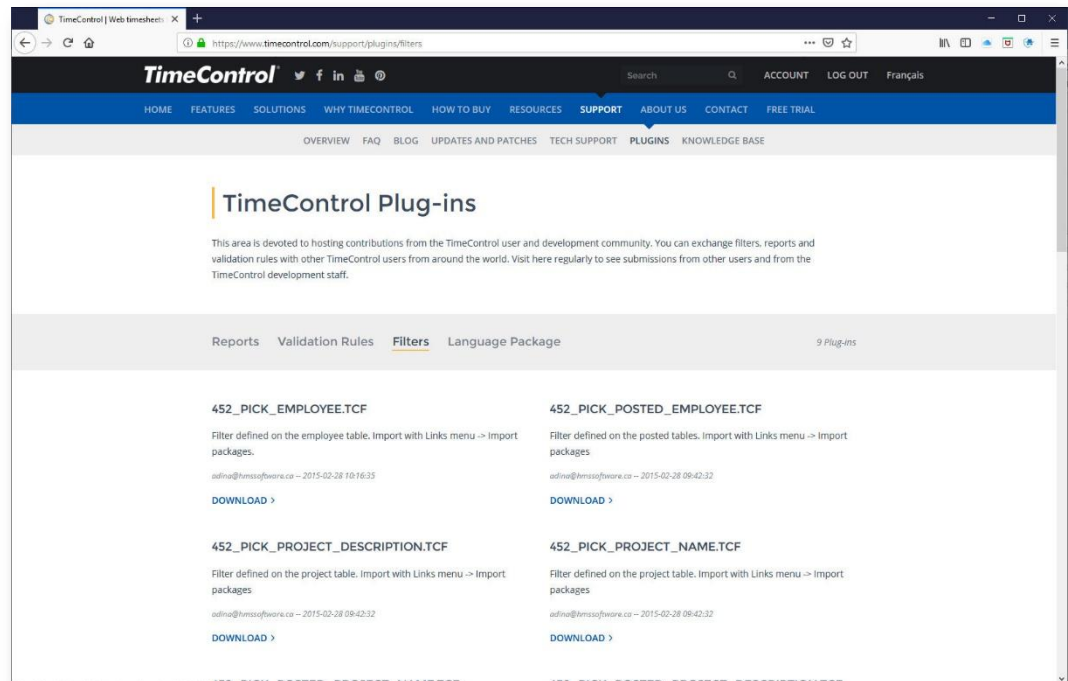 TimeControl | Web timesheets
https://www.timecontrol.com/support/plugins/filters
TimeControl Search ACCOUNT LOG OUT Français
HOME FEATURES SOLUTIONS WHY TIMECONTROL HOW TO BUY RESOURCES SUPPORT ABOUT US CONTACT FREE TRIAL
OVERVIEW FAQ BLOG UPDATES AND PATCHES TECH SUPPORT PLUGINS KNOWLEDGE BASE
TimeControl Plug-ins
This area is devoted to hosting contributions from the TimeControl user and development community. You can exchange filters, reports and
validation rules with other TimeControl users from around the world. Visit here regularly to see submissions from other users and from the
TimeControl development staff.
Reports Validation Rules Filters Language Package 9 Plug-ins
452_PICK_EMPLOYEE.TCF
Filter defined on the employee table. Import with Links menu -> Import
packages.
adina@hmssoftware.ca -- 2015-02-28 10:16:35
DOWNLOAD >
452_PICK_POSTED_EMPLOYEE.TCF
Filter defined on the posted tables. Import with Links menu -> Import
packages
adina@hmssoftware.ca -- 2015-02-28 09:42:32
DOWNLOAD >
452_PICK_PROJECT_DESCRIPTION.TCF
Filter defined on the project table. Import with Links menu -> Import
packages
adina@hmssoftware.ca -- 2015-02-28 09:42:32
DOWNLOAD >
452_PICK_PROJECT_NAME.TCF
Filter defined on the project table. Import with Links menu -> Import
packages
adina@hmssoftware.ca -- 2015-02-28 09:42:32
DOWNLOAD >